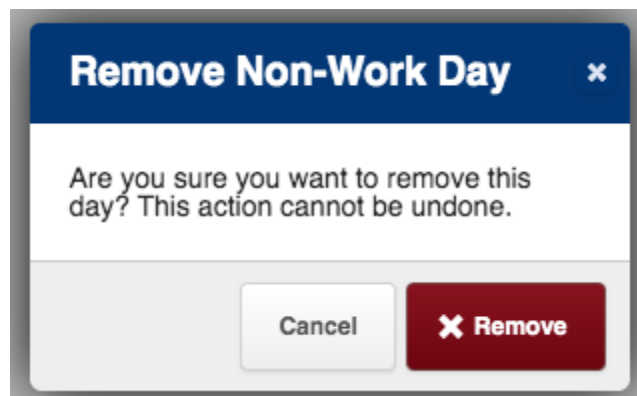 Remove Non-Work Day
Are you sure you want to remove this
day? This action cannot be undone.
Cancel
Remove